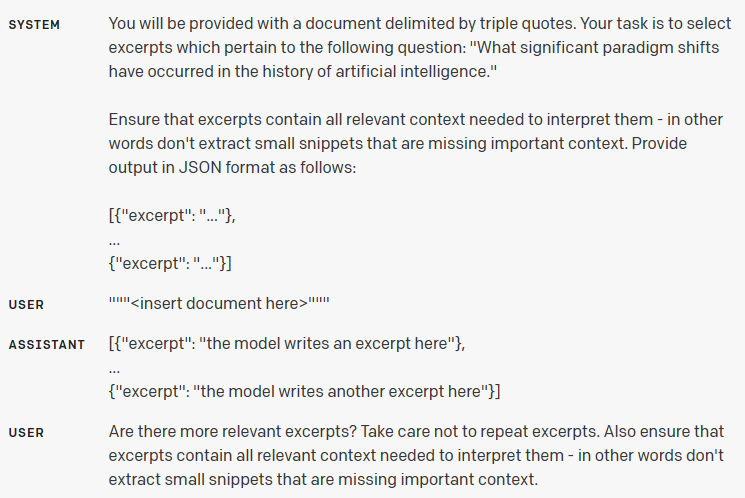 SYSTEM You will be provided with a document delimited by triple quotes. Your task is to select
excerpts which pertain to the following question: "What significant paradigm shifts
have occurred in the history of artificial intelligence."
Ensure that excerpts contain all relevant context needed to interpret them - in other
words don't extract small snippets that are missing important context. Provide
output in JSON format as follows:
[{"excerpt": "..."},
...
{"excerpt": "..."}]
USER """<insert document here>"""
ASSISTANT [{"excerpt": "the model writes an excerpt here"},
...
{"excerpt": "the model writes another excerpt here"}]
USER Are there more relevant excerpts? Take care not to repeat excerpts. Also ensure that
excerpts contain all relevant context needed to interpret them - in other words don't
extract small snippets that are missing important context.